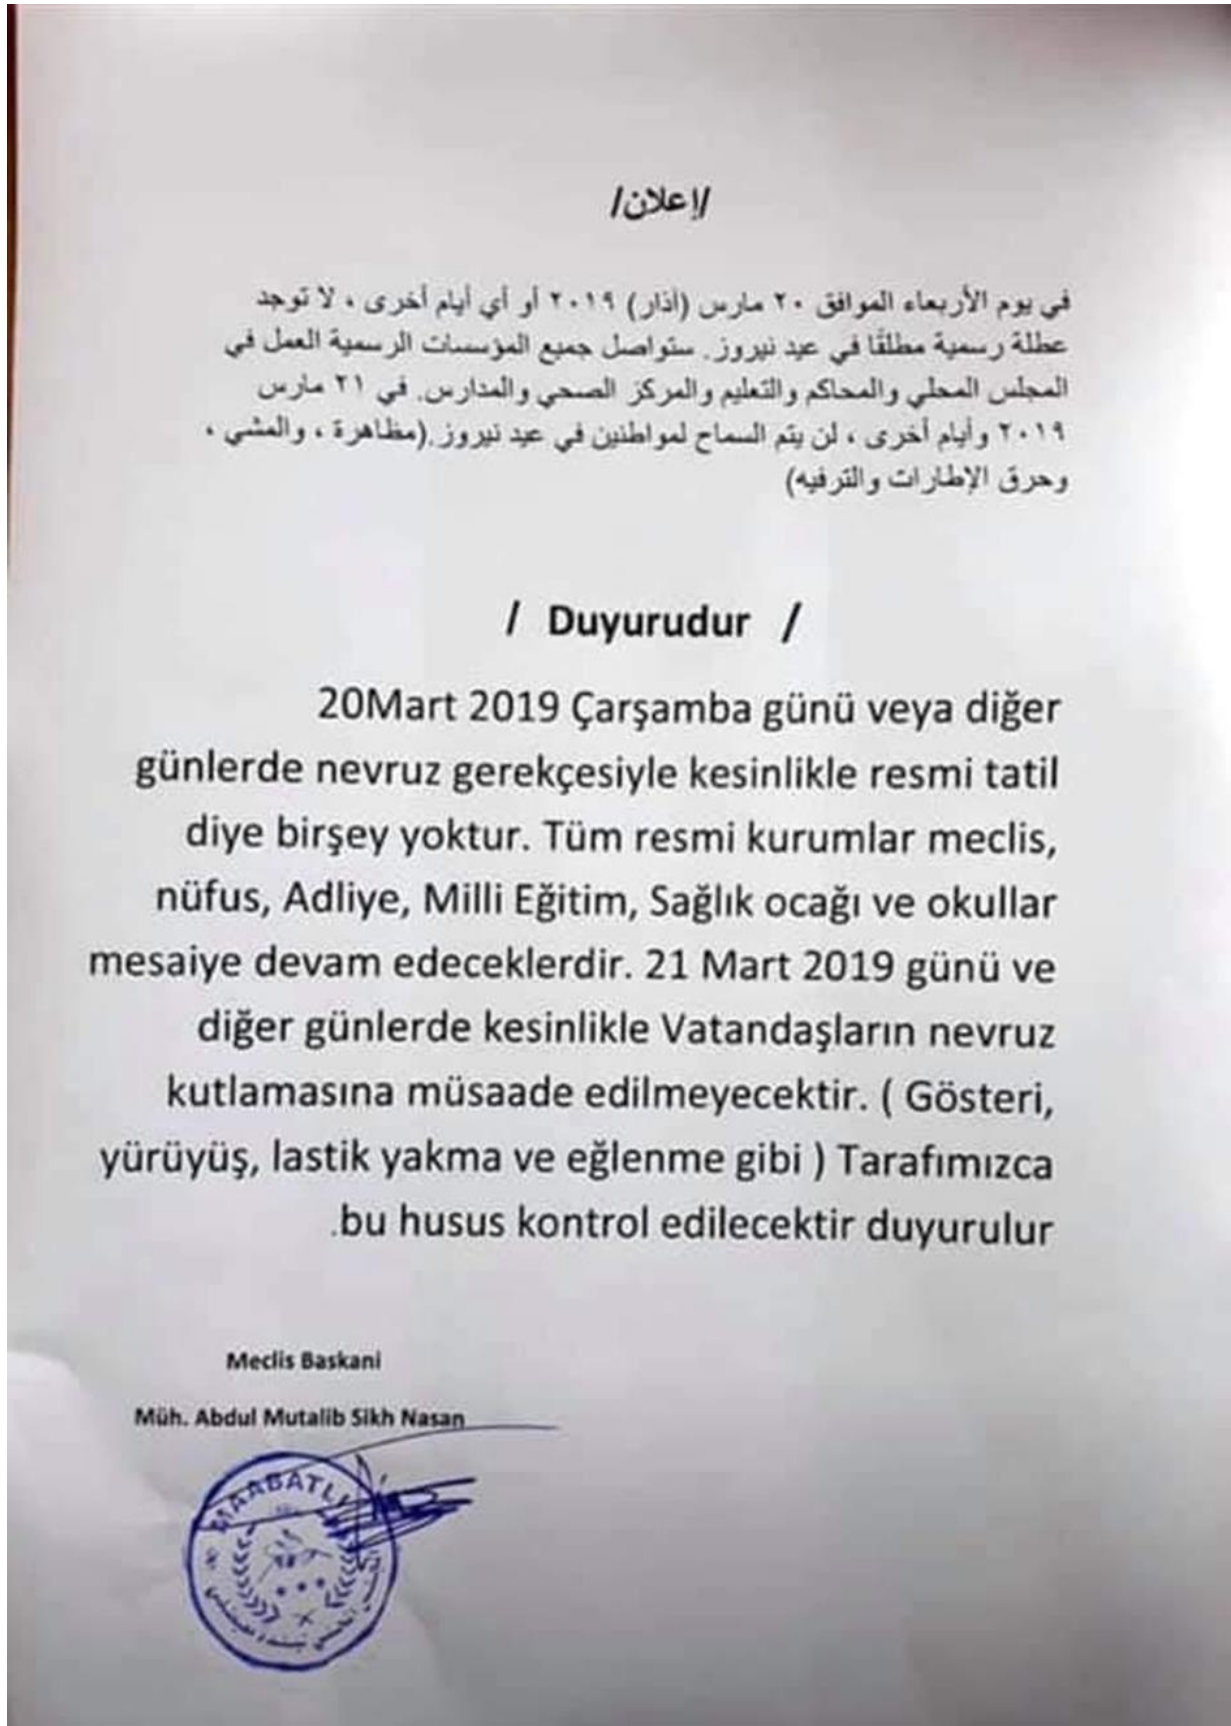 /إعلان/
في يوم الأربعاء الموافق ٢٠ مارس (آذار) ٢٠١٩ أو أي أيام أخرى ، لا توجد
عطلة رسمية مطلقًا في عيد نيروز. ستواصل جميع المؤسسات الرسمية العمل في
المجلس المحلي والمحاكم والتعليم والمركز الصحي والمدارس. في ٢١ مارس
٢٠١٩ وأيام أخرى ، لن يتم السماح لمواطنين في عيد نيروز.(مظاهرة ، والمشي ،
وحرق الإطارات والترفيه)
/ Duyurudur /
20Mart 2019 Çarşamba günü veya diğer
günlerde nevruz gerekçesiyle kesinlikle resmi tatil
diye birşey yoktur. Tüm resmi kurumlar meclis,
nüfus, Adliye, Milli Eğitim, Sağlık ocağı ve okullar
mesaiye devam edeceklerdir. 21 Mart 2019 günü ve
diğer günlerde kesinlikle Vatandaşların nevruz
kutlamasına müsaade edilmeyecektir. ( Gösteri,
yürüyüş, lastik yakma ve eğlenme gibi ) Tarafımızca
.bu husus kontrol edilecektir duyurulur
Meclis Baskani
Müh. Abdul Mutalib Sikh Nasan
MAABATLI